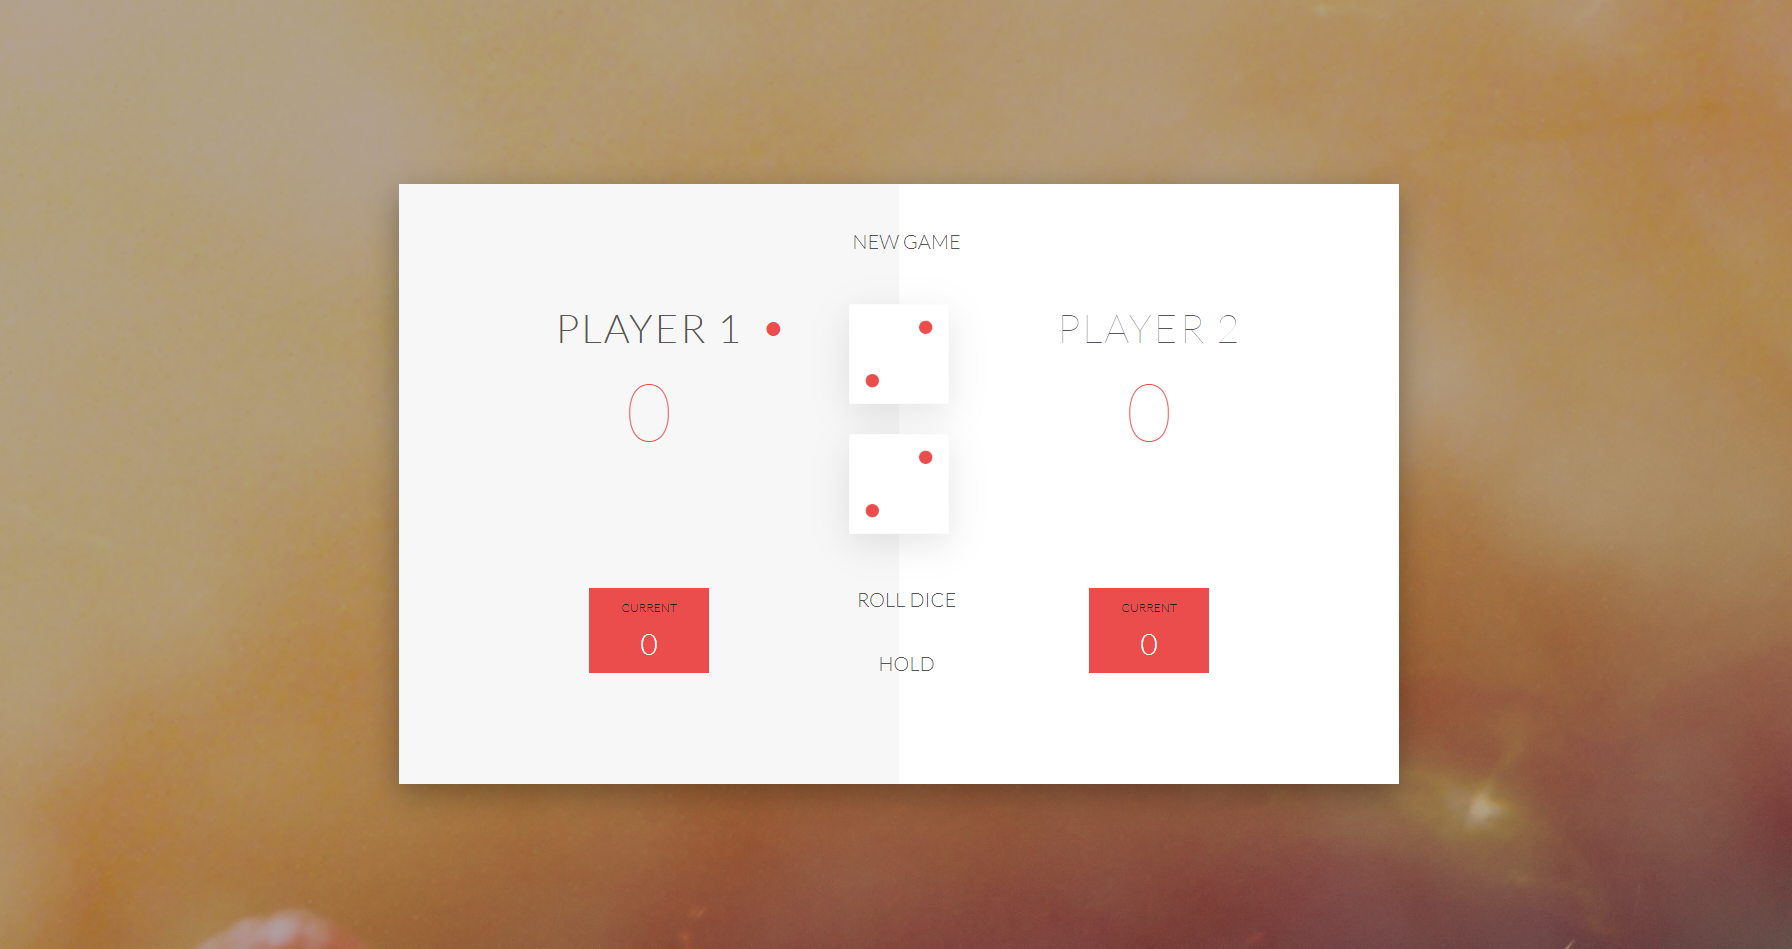 NEW GAME
PLAYER 1
0
CURRENT
0
PLAYER 2
0
CURRENT
0
ROLL DICE
HOLD